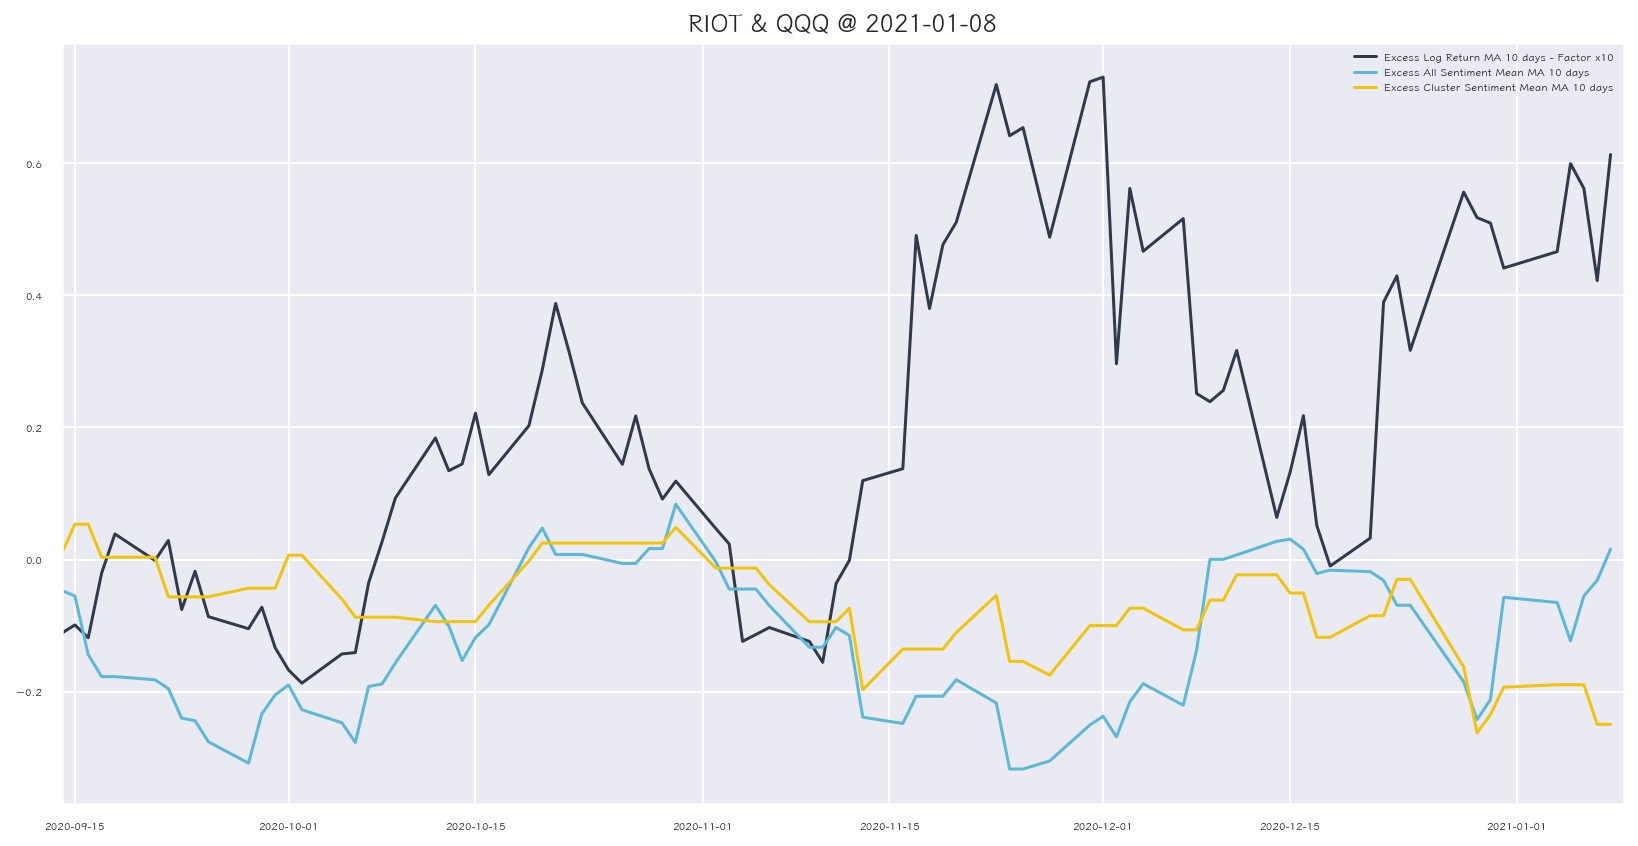 RIOT & QQQ @ 2021-01-08
Excess Log Return MA 10 days - Factor x10
Excess All Sentiment Mean MA 10 days
Excess Cluster Sentiment Mean MA 10 days
0.6
0.4
0.2
0.0
−0.2
2020-09-15 2020-10-01 2020-10-15 2020-11-01 2020-11-15 2020-12-01 2020-12-15 2021-01-01